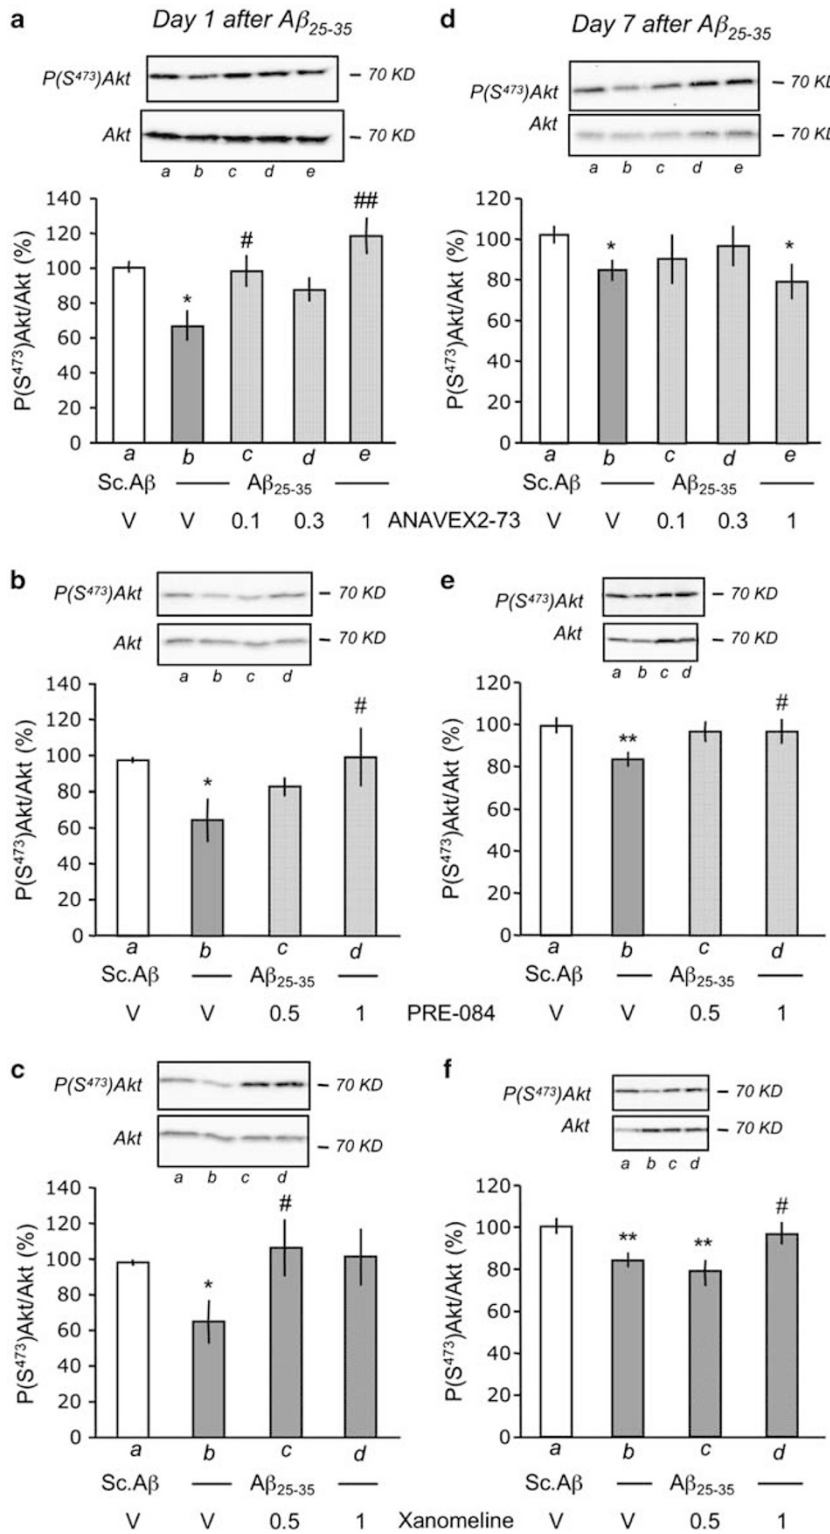 a Day 1 after Aβ25-35
P(S473)Akt – 70 KD
Akt – 70 KD
a b c d e
P(S473)Akt/Akt (%)
140
120
100
80
60
40
20
0
* # ##
a b c d e
Sc.Aβ Aβ25-35
V V 0.1 0.3 1 ANAVEX2-73
d Day 7 after Aβ25-35
P(S473)Akt – 70 KD
Akt – 70 KD
a b c d e
P(S473)Akt/Akt (%)
120
100
80
60
40
20
0
* *
a b c d e
Sc.Aβ Aβ25-35
V V 0.1 0.3 1
b
P(S473)Akt – 70 KD
Akt – 70 KD
a b c d
P(S473)Akt/Akt (%)
140
120
100
80
60
40
20
0
* #
a b c d
Sc.Aβ Aβ25-35
V V 0.5 1 PRE-084
e
P(S473)Akt – 70 KD
Akt – 70 KD
a b c d
P(S473)Akt/Akt (%)
120
100
80
60
40
20
0
** #
a b c d
Sc.Aβ Aβ25-35
V V 0.5 1
c
P(S473)Akt – 70 KD
Akt – 70 KD
a b c d
P(S473)Akt/Akt (%)
140
120
100
80
60
40
20
0
* #
a b c d
Sc.Aβ Aβ25-35
V V 0.5 1 Xanomeline
f
P(S473)Akt – 70 KD
Akt – 70 KD
a b c d
P(S473)Akt/Akt (%)
120
100
80
60
40
20
0
** ** #
a b c d
Sc.Aβ Aβ25-35
V V 0.5 1